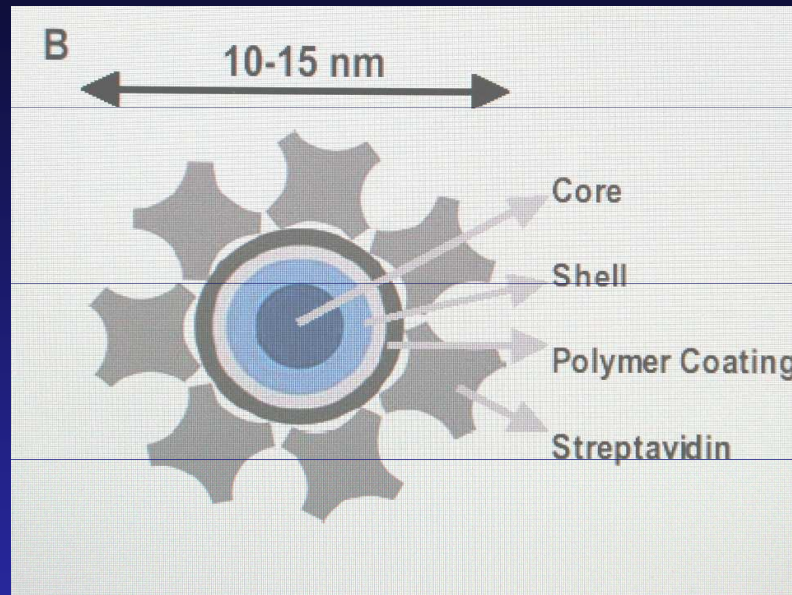 B
10-15 nm
Core
Shell
Polymer Coating
Streptavidin